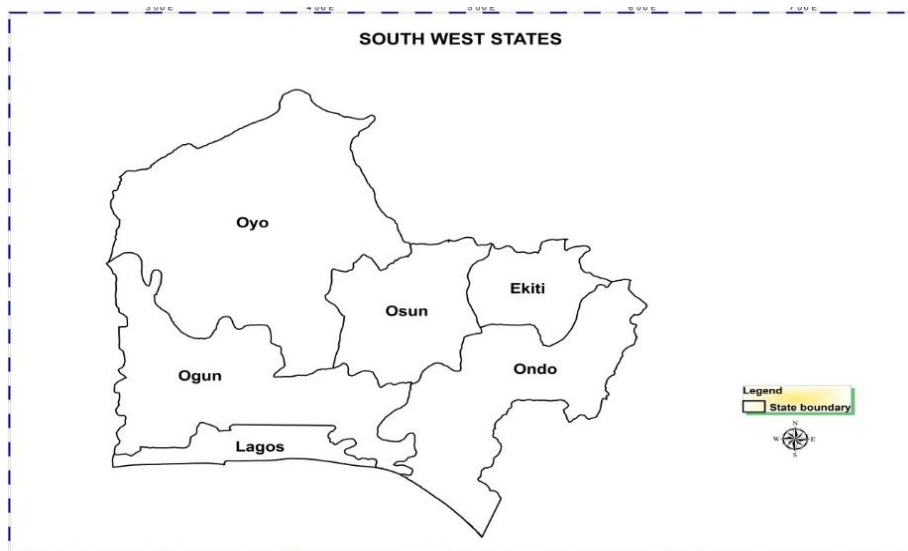 SOUTH WEST STATES
Oyo
Ekiti
Osun
Ondo
Ogun
Lagos
Legend
State boundary
N
W E
S